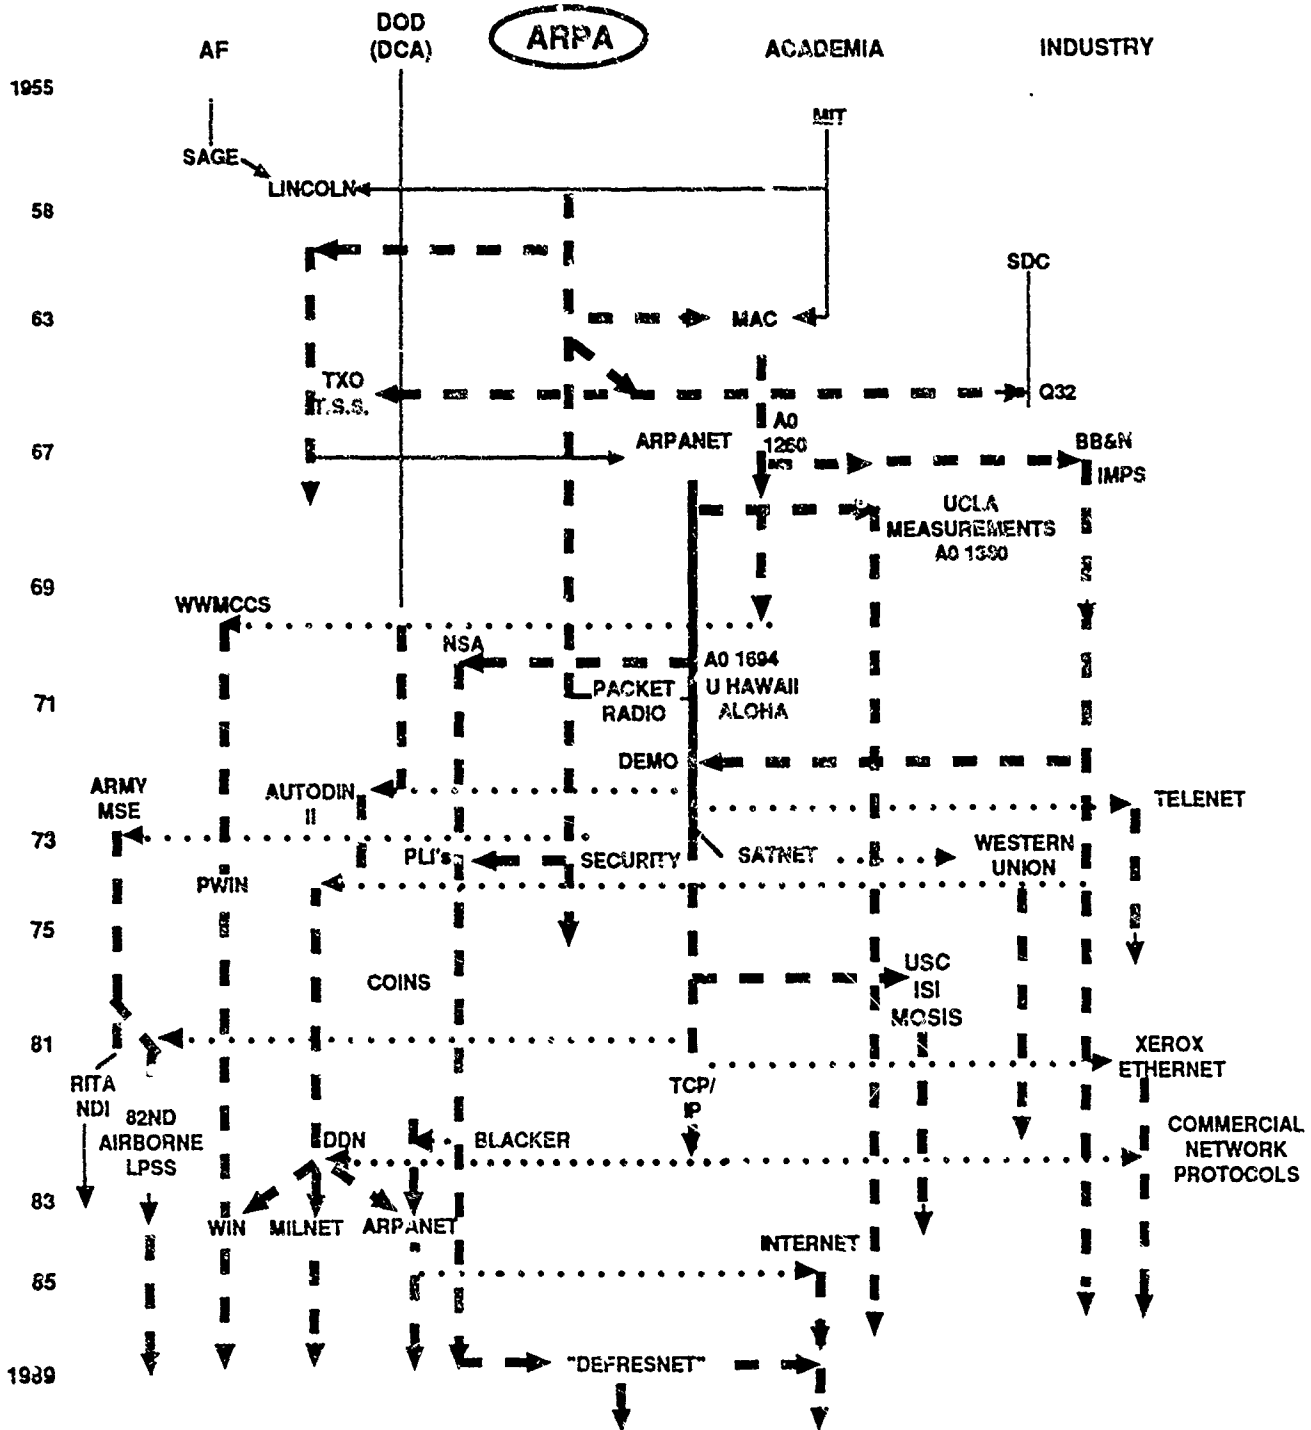 AF
DOD
(DCA)
ARPA
ACADEMIA
INDUSTRY
1955
MIT
SAGE
LINCOLN
58
SDC
63
MAC
TXO
T.S.S.
Q32
A0
1260
67
ARPANET
BB&N
IMPS
UCLA
MEASUREMENTS
A0 1380
69
WWMCCS
NSA
A0 1694
71
PACKET
RADIO
U HAWAII
ALOHA
DEMO
ARMY
MSE
AUTODIN
II
TELENET
73
PLI's
SECURITY
SATNET
WESTERN
UNION
PWIN
75
COINS
USC
ISI
MOSIS
81
XEROX
ETHERNET
RITA
NDI
TCP/
IP
82ND
AIRBORNE
LPSS
DDN
BLACKER
COMMERCIAL
NETWORK
PROTOCOLS
83
WIN
MILNET
ARPANET
INTERNET
85
"DEFRESNET"
1989